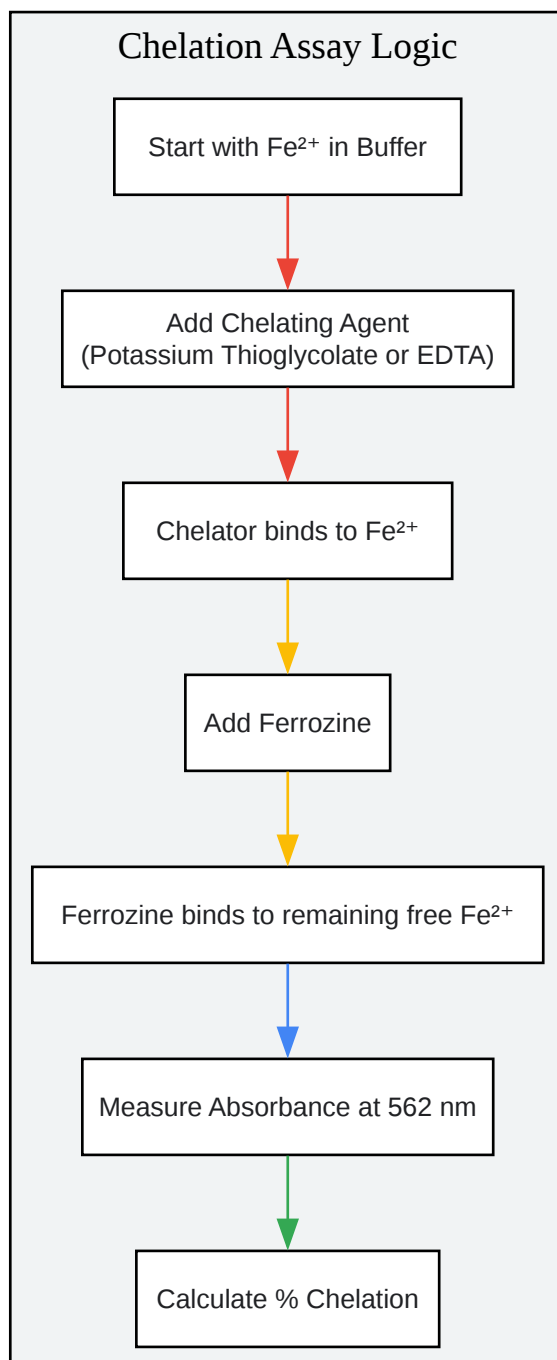 Chelation Assay Logic
Start with Fe²⁺ in Buffer
Add Chelating Agent
(Potassium Thioglycolate or EDTA)
Chelator binds to Fe²⁺
Add Ferrozine
Ferrozine binds to remaining free Fe²⁺
Measure Absorbance at 562 nm
Calculate % Chelation